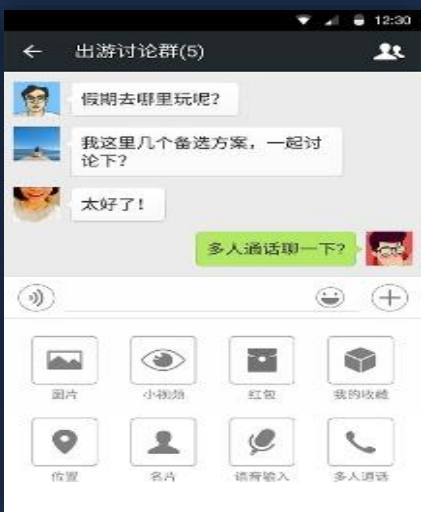 12:30
出游讨论群(5)
假期去哪里玩呢?
我这里几个备选方案，一起讨
论下?
太好了!
多人通话聊一下?
图片 小视频 红包 我的收藏
位置 名片 语音输入 多人通话